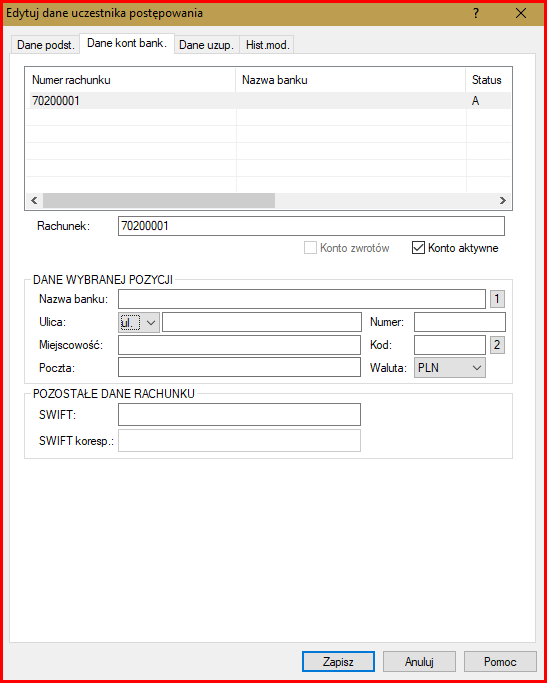 Edytuj dane uczestnika postępowania ?
Dane podst. Dane kont bank. Dane uzup. Hist.mod.
Numer rachunku Nazwa banku Status
70200001 A
Rachunek: 70200001
Konto zwrotów Konto aktywne
DANE WYBRANEJ POZYCJI
Nazwa banku: 1
Ulica: ul. Numer:
Miejscowość: Kod: 2
Poczta: Waluta: PLN
POZOSTAŁE DANE RACHUNKU
SWIFT:
SWIFT koresp.:
Zapisz Anuluj Pomoc